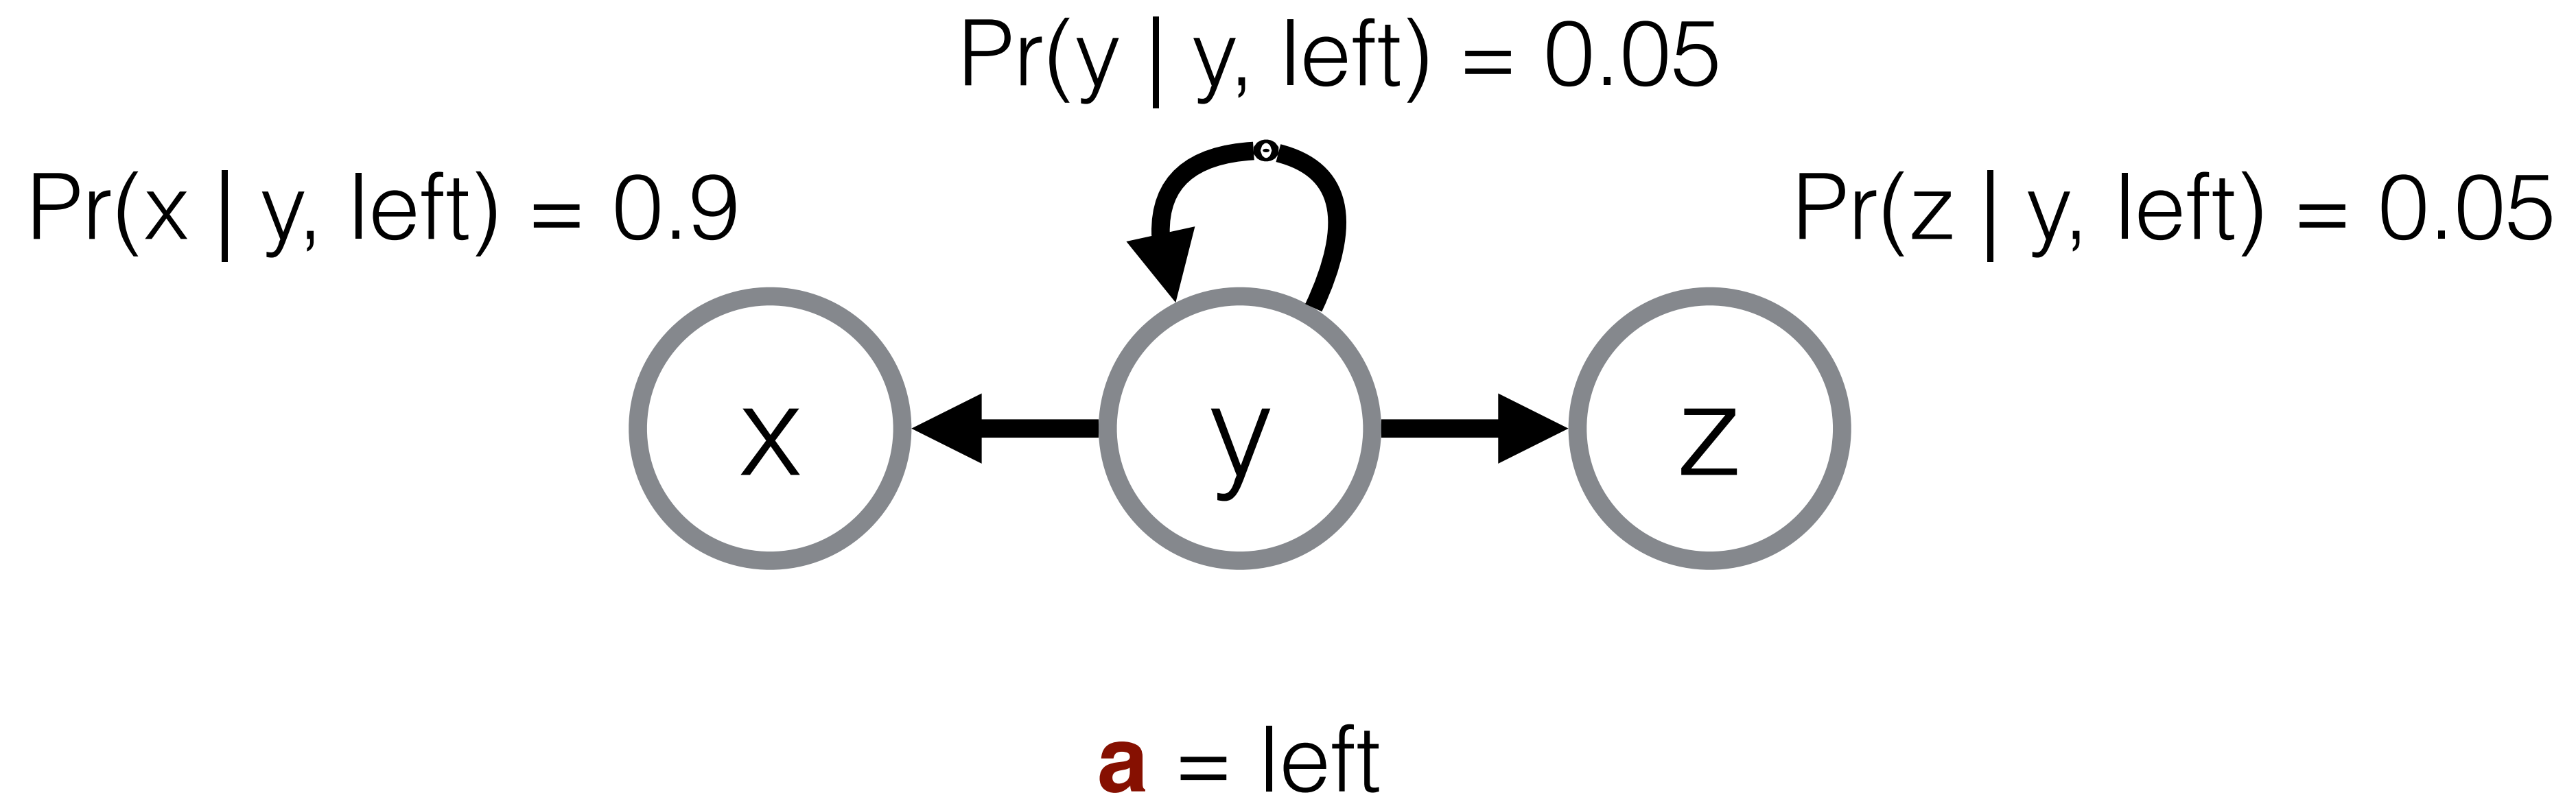 Pr(y | y, left) = 0.05
Pr(x | y, left) = 0.9
Pr(z | y, left) = 0.05
x
y
z
a = left